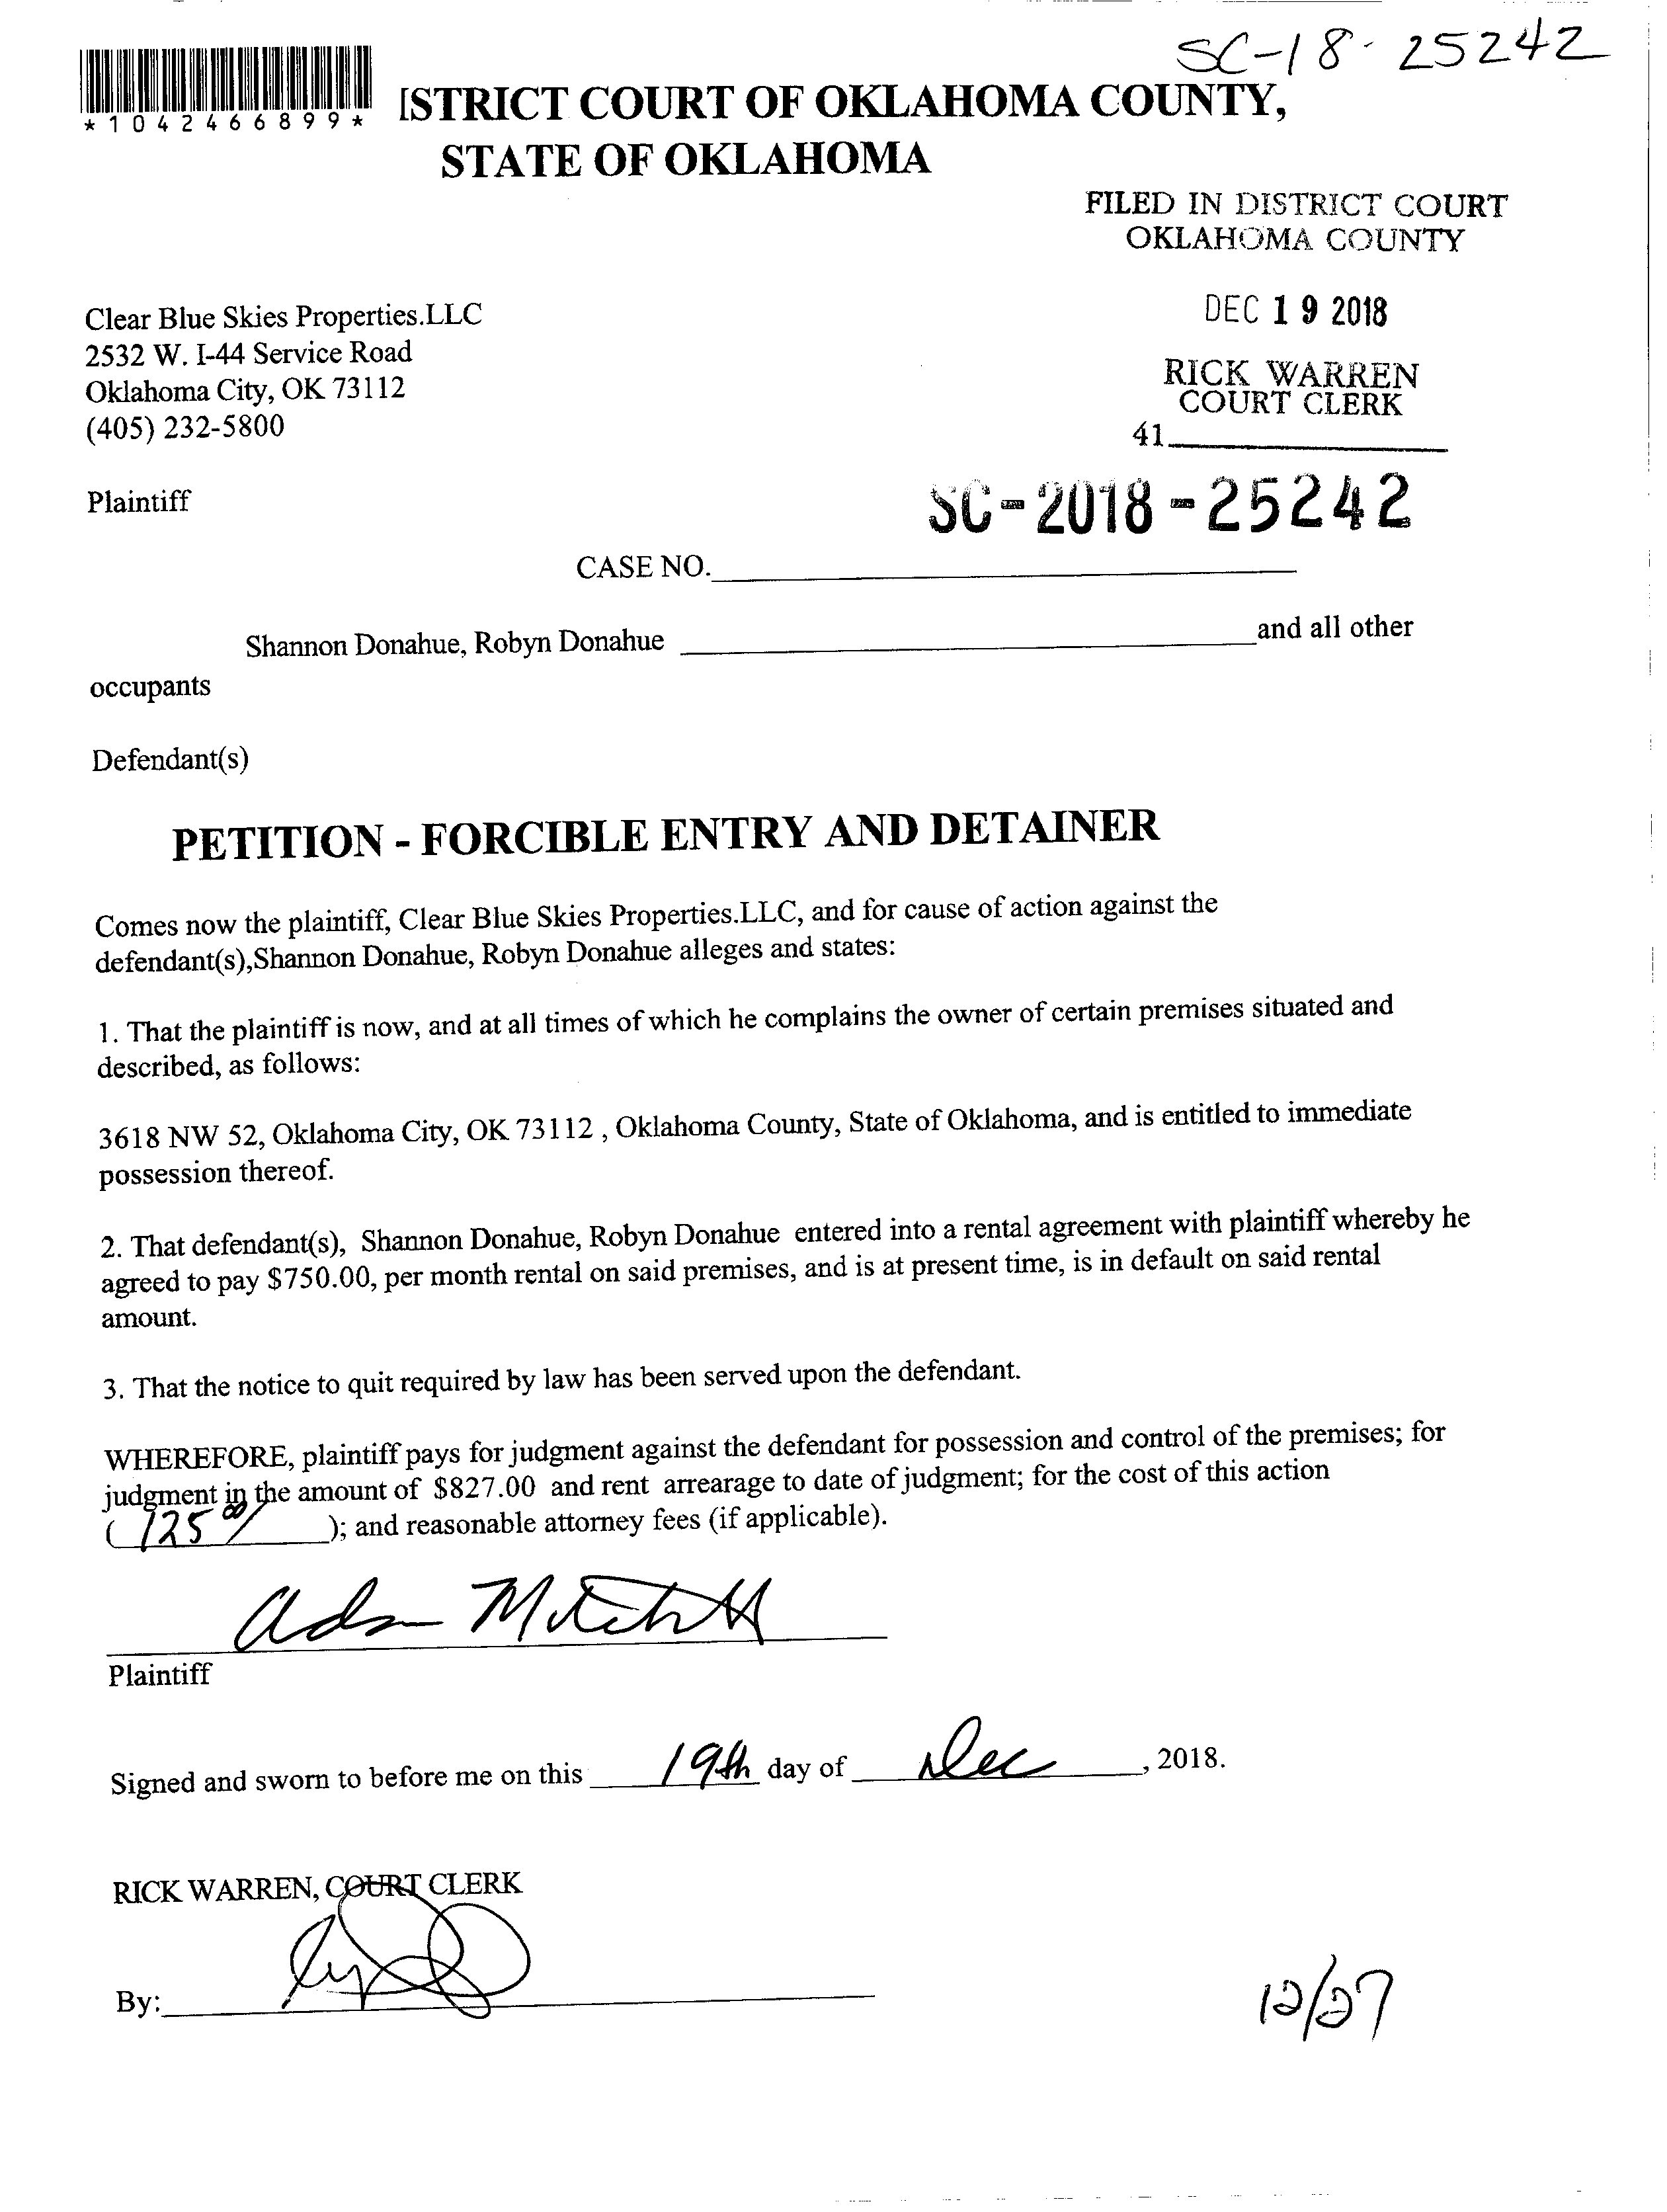 SC-18-25242
*1042466899*
ISTRICT COURT OF OKLAHOMA COUNTY,
STATE OF OKLAHOMA
FILED IN DISTRICT COURT
OKLAHOMA COUNTY
DEC 19 2018
RICK WARREN
COURT CLERK
41
Clear Blue Skies Properties.LLC
2532 W. I-44 Service Road
Oklahoma City, OK 73112
(405) 232-5800
Plaintiff
SC-2018-25242
CASE NO.
Shannon Donahue, Robyn Donahue and all other
occupants
Defendant(s)
PETITION - FORCIBLE ENTRY AND DETAINER
Comes now the plaintiff, Clear Blue Skies Properties.LLC, and for cause of action against the
defendant(s),Shannon Donahue, Robyn Donahue alleges and states:
1. That the plaintiff is now, and at all times of which he complains the owner of certain premises situated and
described, as follows:
3618 NW 52, Oklahoma City, OK 73112 , Oklahoma County, State of Oklahoma, and is entitled to immediate
possession thereof.
2. That defendant(s), Shannon Donahue, Robyn Donahue entered into a rental agreement with plaintiff whereby he
agreed to pay $750.00, per month rental on said premises, and is at present time, is in default on said rental
amount.
3. That the notice to quit required by law has been served upon the defendant.
WHEREFORE, plaintiff pays for judgment against the defendant for possession and control of the premises; for
judgment in the amount of $827.00 and rent arrearage to date of judgment; for the cost of this action
( ); and reasonable attorney fees (if applicable).
Plaintiff
Signed and sworn to before me on this 19th day of Dec, 2018.
RICK WARREN, COURT CLERK
By:
12/27